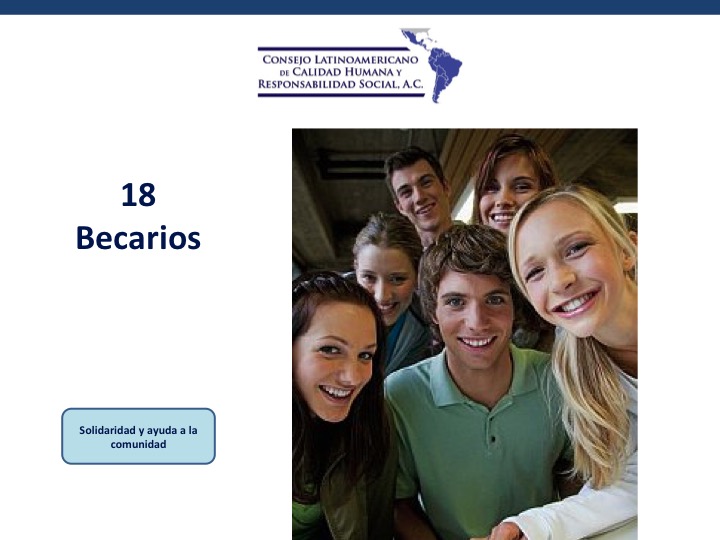 CONSEJO LATINOAMERICANO
DE CALIDAD HUMANA Y
RESPONSABILIDAD SOCIAL, A.C.
18
Becarios
Solidaridad y ayuda a la
comunidad